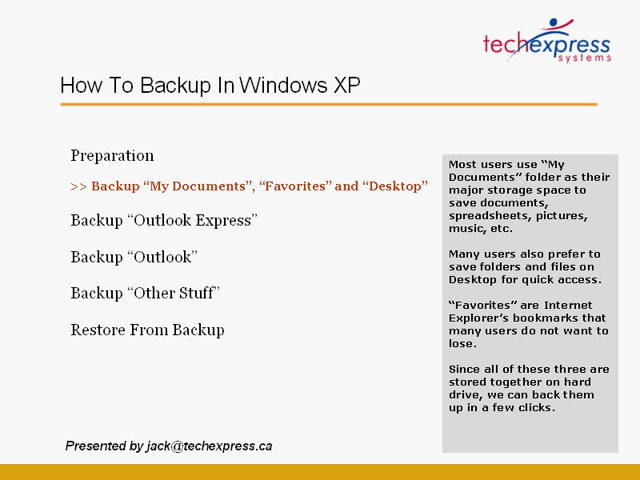 techexpress
systems
How To Backup In Windows XP
Preparation
>> Backup “My Documents”, “Favorites” and “Desktop”
Backup “Outlook Express”
Backup “Outlook”
Backup “Other Stuff”
Restore From Backup
Most users use “My
Documents” folder as their
major storage space to
save documents,
spreadsheets, pictures,
music, etc.
Many users also prefer to
save folders and files on
Desktop for quick access.
“Favorites” are Internet
Explorer’s bookmarks that
many users do not want to
lose.
Since all of these three are
stored together on hard
drive, we can back them
up in a few clicks.
Presented by jack@techexpress.ca